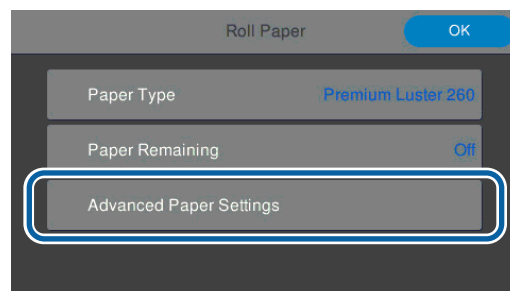 Roll Paper OK
Paper Type Premium Luster 260
Paper Remaining Off
Advanced Paper Settings